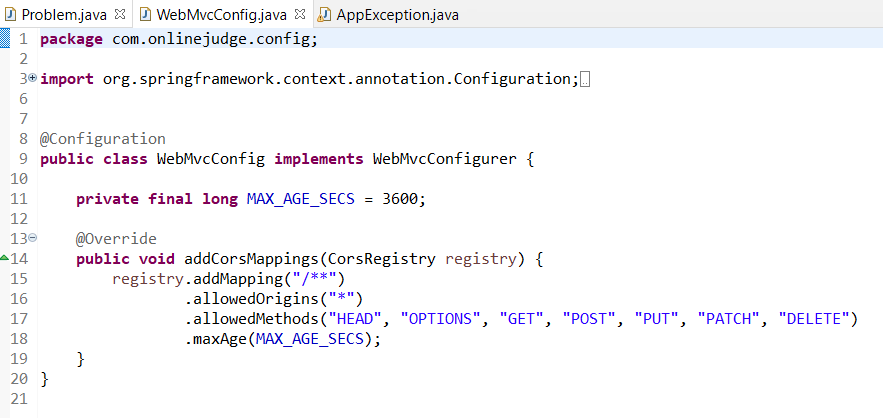 Problem.java WebMvcConfig.java AppException.java
1 package com.onlinejudge.config;
2
3 import org.springframework.context.annotation.Configuration;
6
7
8 @Configuration
9 public class WebMvcConfig implements WebMvcConfigurer {
10
11 private final long MAX_AGE_SECS = 3600;
12
13 @Override
14 public void addCorsMappings(CorsRegistry registry) {
15 registry.addMapping("/**")
16 .allowedOrigins("*")
17 .allowedMethods("HEAD", "OPTIONS", "GET", "POST", "PUT", "PATCH", "DELETE")
18 .maxAge(MAX_AGE_SECS);
19 }
20 }
21